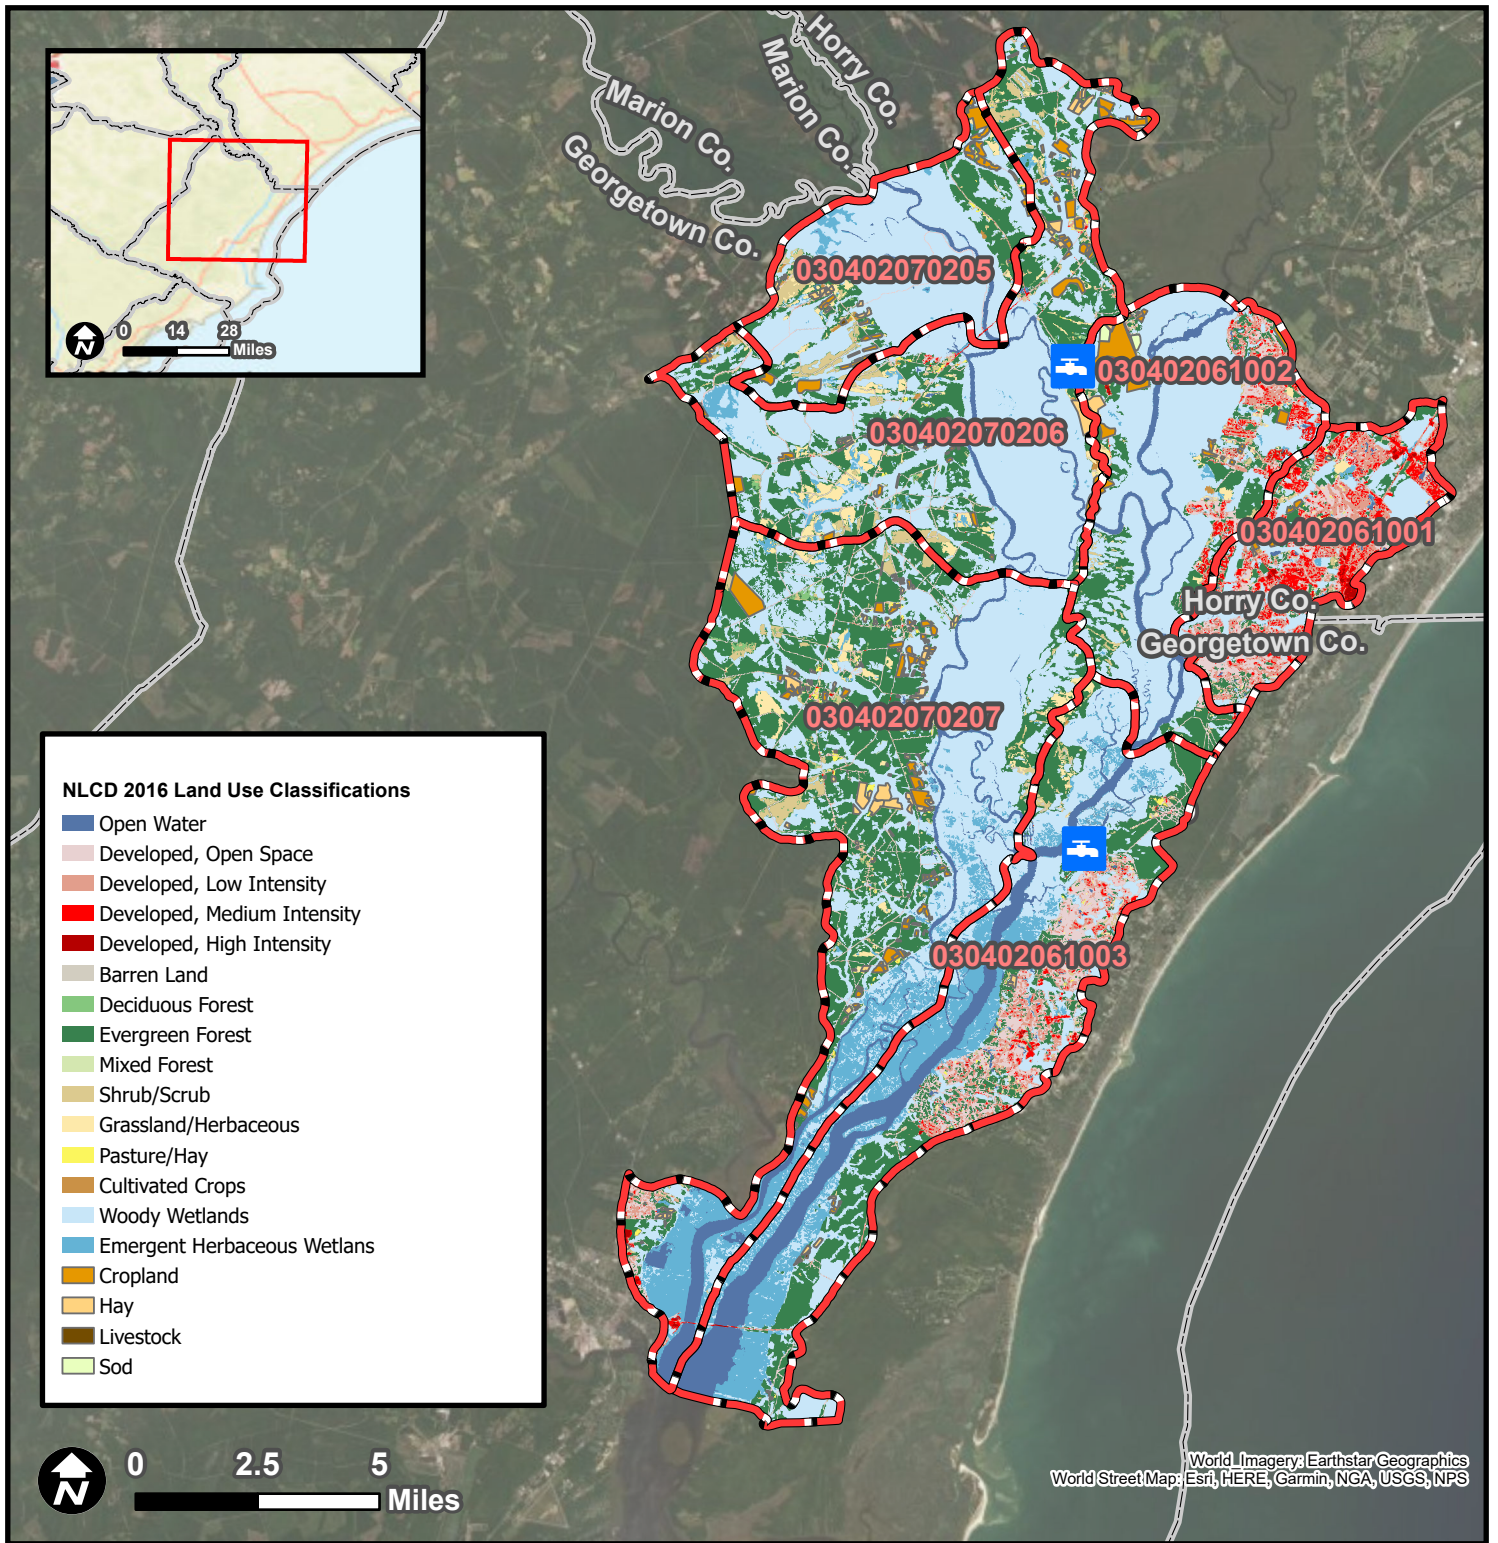 Horry Co.
Marion Co.
Marion Co.
Georgetown Co.
0 14 28
Miles
N
030402070205
030402061002
030402070206
030402061001
Horry Co.
Georgetown Co.
030402070207
030402061003
NLCD 2016 Land Use Classifications
Open Water
Developed, Open Space
Developed, Low Intensity
Developed, Medium Intensity
Developed, High Intensity
Barren Land
Deciduous Forest
Evergreen Forest
Mixed Forest
Shrub/Scrub
Grassland/Herbaceous
Pasture/Hay
Cultivated Crops
Woody Wetlands
Emergent Herbaceous Wetlans
Cropland
Hay
Livestock
Sod
N
0 2.5 5
Miles
World_Imagery: Earthstar Geographics
World Street Map: Esri, HERE, Garmin, NGA, USGS, NPS